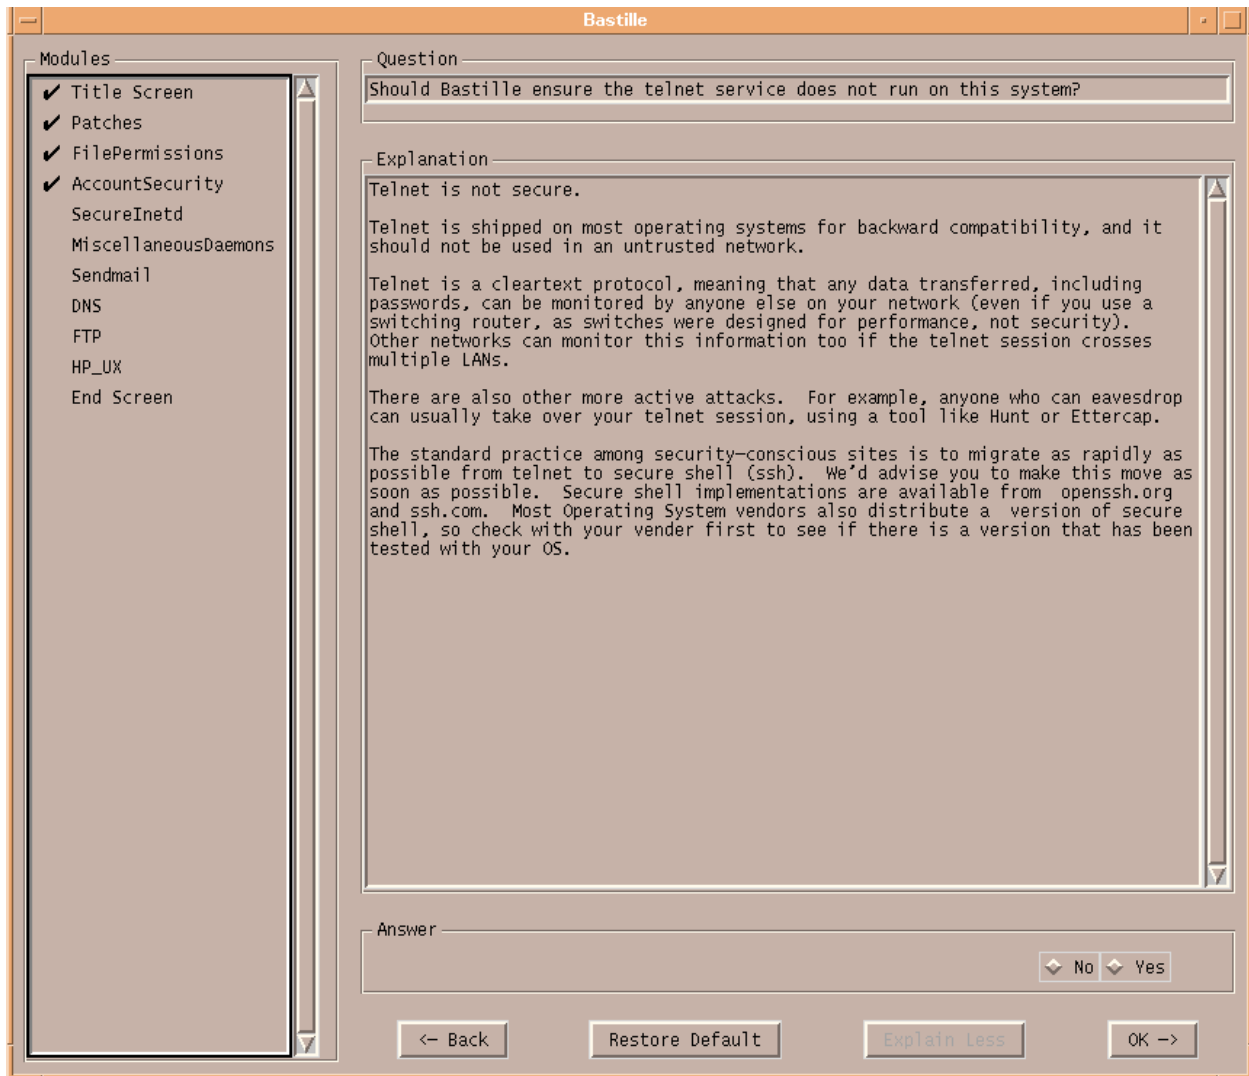 Bastille
Modules
Title Screen
Patches
FilePermissions
AccountSecurity
SecureInetd
MiscellaneousDaemons
Sendmail
DNS
FTP
HP_UX
End Screen
Question
Should Bastille ensure the telnet service does not run on this system?
Explanation
Telnet is not secure.
Telnet is shipped on most operating systems for backward compatibility, and it
should not be used in an untrusted network.
Telnet is a cleartext protocol, meaning that any data transferred, including
passwords, can be monitored by anyone else on your network (even if you use a
switching router, as switches were designed for performance, not security).
Other networks can monitor this information too if the telnet session crosses
multiple LANs.
There are also other more active attacks.  For example, anyone who can eavesdrop
can usually take over your telnet session, using a tool like Hunt or Ettercap.
The standard practice among security-conscious sites is to migrate as rapidly as
possible from telnet to secure shell (ssh).  We'd advise you to make this move as
soon as possible.  Secure shell implementations are available from  openssh.org
and ssh.com.  Most Operating System vendors also distribute a  version of secure
shell, so check with your vender first to see if there is a version that has been
tested with your OS.
Answer
No Yes
<- Back Restore Default Explain Less OK ->